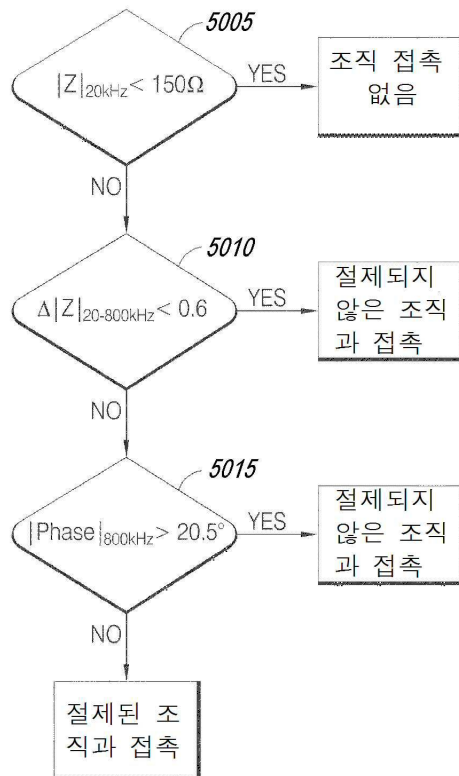 5005
|Z|20kHz < 150Ω
YES
조직 접촉
없음
NO
5010
Δ|Z|20-800kHz < 0.6
YES
절제되지
않은 조직
과 접촉
NO
5015
|Phase|800kHz > 20.5°
YES
절제되지
않은 조직
과 접촉
NO
절제된 조
직과 접촉